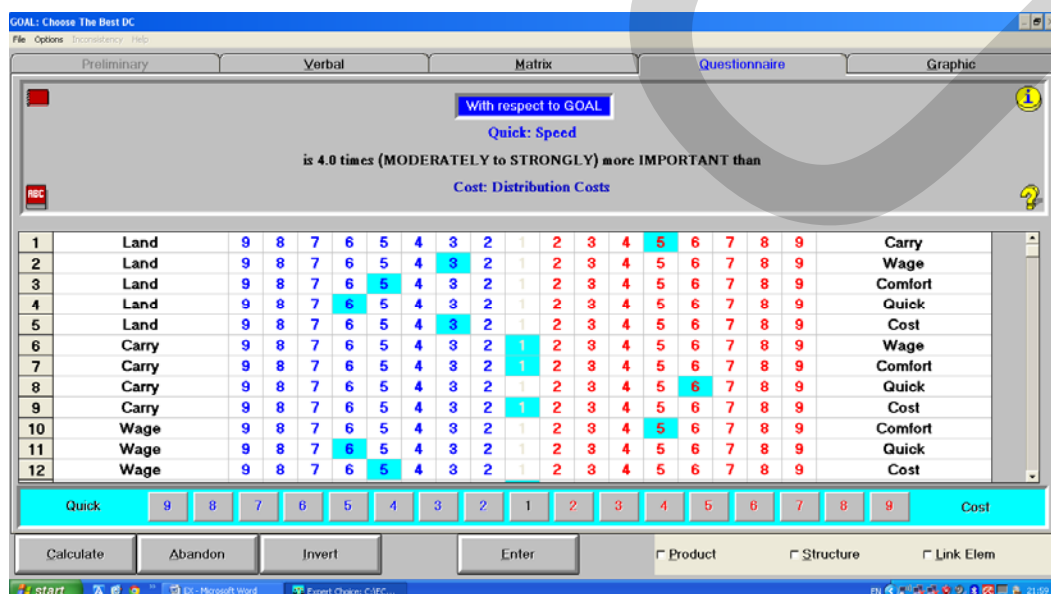 GOAL: Choose The Best DC
File Options Inconsistency Help
Preliminary Verbal Matrix Questionnaire Graphic
With respect to GOAL
Quick: Speed
is 4.0 times (MODERATELY to STRONGLY) more IMPORTANT than
Cost: Distribution Costs
ABC
1 Land 9 8 7 6 5 4 3 2 1 2 3 4 5 6 7 8 9 Carry
2 Land 9 8 7 6 5 4 3 2 1 2 3 4 5 6 7 8 9 Wage
3 Land 9 8 7 6 5 4 3 2 1 2 3 4 5 6 7 8 9 Comfort
4 Land 9 8 7 6 5 4 3 2 1 2 3 4 5 6 7 8 9 Quick
5 Land 9 8 7 6 5 4 3 2 1 2 3 4 5 6 7 8 9 Cost
6 Carry 9 8 7 6 5 4 3 2 1 2 3 4 5 6 7 8 9 Wage
7 Carry 9 8 7 6 5 4 3 2 1 2 3 4 5 6 7 8 9 Comfort
8 Carry 9 8 7 6 5 4 3 2 1 2 3 4 5 6 7 8 9 Quick
9 Carry 9 8 7 6 5 4 3 2 1 2 3 4 5 6 7 8 9 Cost
10 Wage 9 8 7 6 5 4 3 2 1 2 3 4 5 6 7 8 9 Comfort
11 Wage 9 8 7 6 5 4 3 2 1 2 3 4 5 6 7 8 9 Quick
12 Wage 9 8 7 6 5 4 3 2 1 2 3 4 5 6 7 8 9 Cost
Quick 9 8 7 6 5 4 3 2 1 2 3 4 5 6 7 8 9 Cost
Calculate Abandon Invert Enter Product Structure Link Elem
start EX - Microsoft Word Expert Choice: C:\EC... EN 21:59